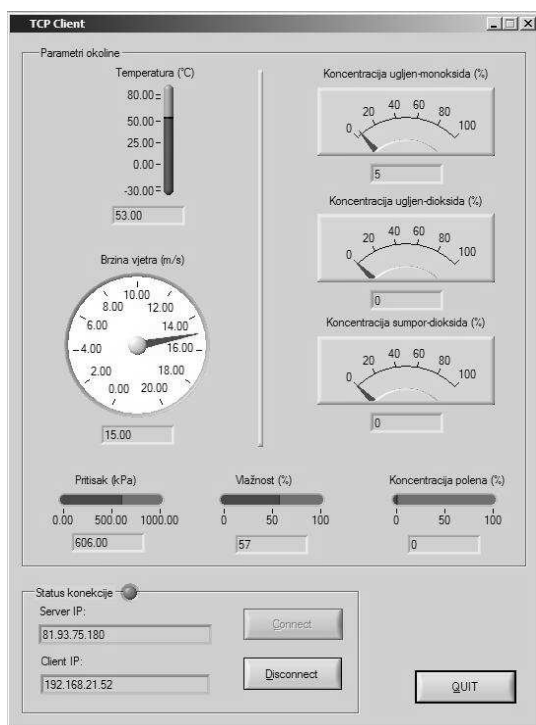 TCP Client
Parametri okoline
Temperatura (°C)
80.00
50.00
25.00
0.00
-30.00
53.00
Brzina vjetra (m/s)
10.00
8.00
12.00
6.00
14.00
4.00
16.00
2.00
18.00
0.00
20.00
15.00
Koncentracija ugljen-monoksida (%)
0 20 40 60 80 100
5
Koncentracija ugljen-dioksida (%)
0 20 40 60 80 100
0
Koncentracija sumpor-dioksida (%)
0 20 40 60 80 100
0
Pritisak (kPa)
0.00 500.00 1000.00
606.00
Vlažnost (%)
0 50 100
57
Koncentracija polena (%)
0 50 100
0
Status konekcije
Server IP:
81.93.75.180
Connect
Client IP:
192.168.21.52
Disconnect
QUIT